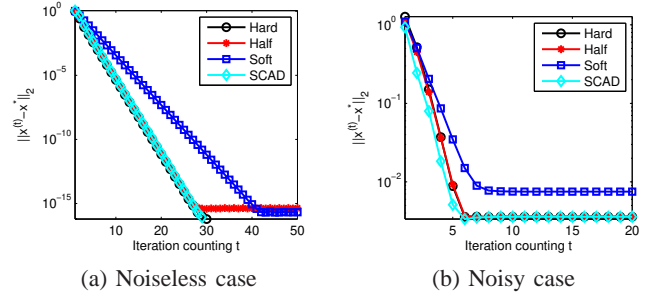 10^0
10^-5
10^-10
10^-15
||x^(t)-x^*||_2
10 20 30 40 50
Iteration counting t
Hard
Half
Soft
SCAD
(a) Noiseless case
10^0
10^-1
10^-2
||x^(t)-x^*||_2
5 10 15 20
Iteration counting t
Hard
Half
Soft
SCAD
(b) Noisy case